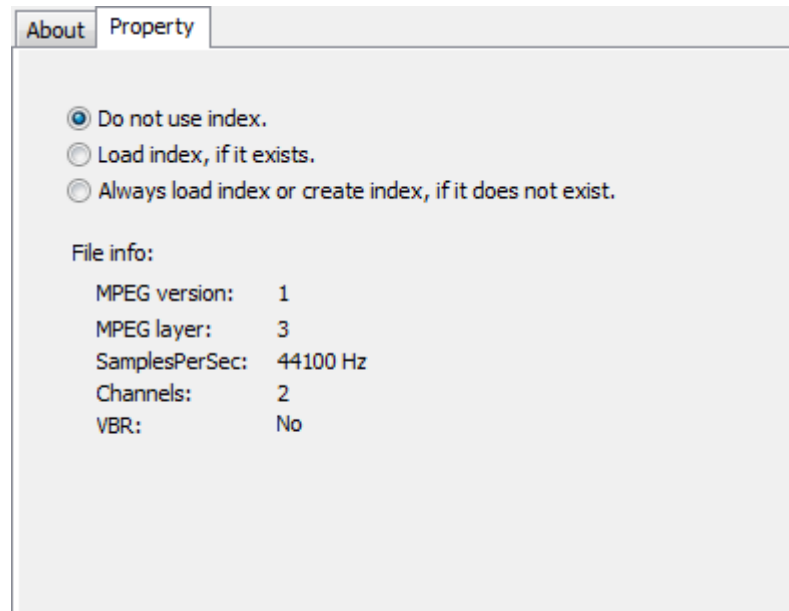 About Property
Do not use index.
Load index, if it exists.
Always load index or create index, if it does not exist.
File info:
MPEG version: 1
MPEG layer: 3
SamplesPerSec: 44100 Hz
Channels: 2
VBR: No